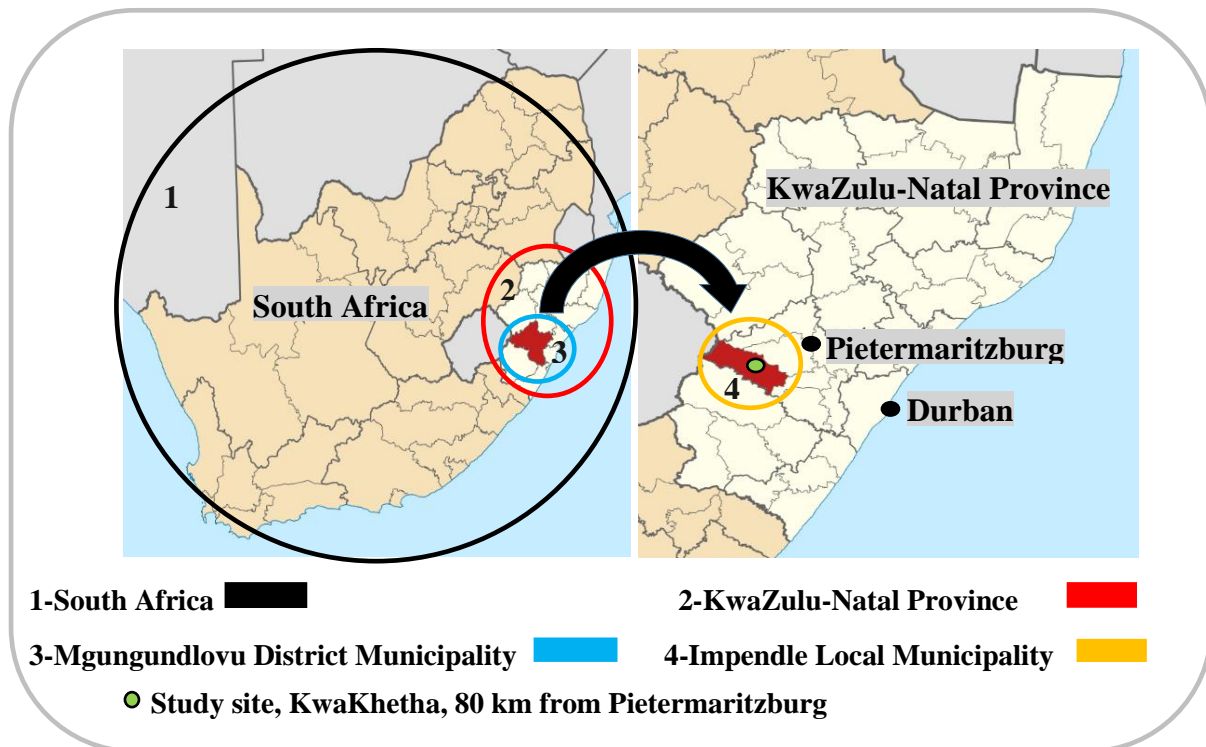 1
South Africa
2
3
KwaZulu-Natal Province
Pietermaritzburg
4
Durban
1-South Africa
2-KwaZulu-Natal Province
3-Mgungundlovu District Municipality
4-Impendle Local Municipality
Study site, KwaKhetha, 80 km from Pietermaritzburg